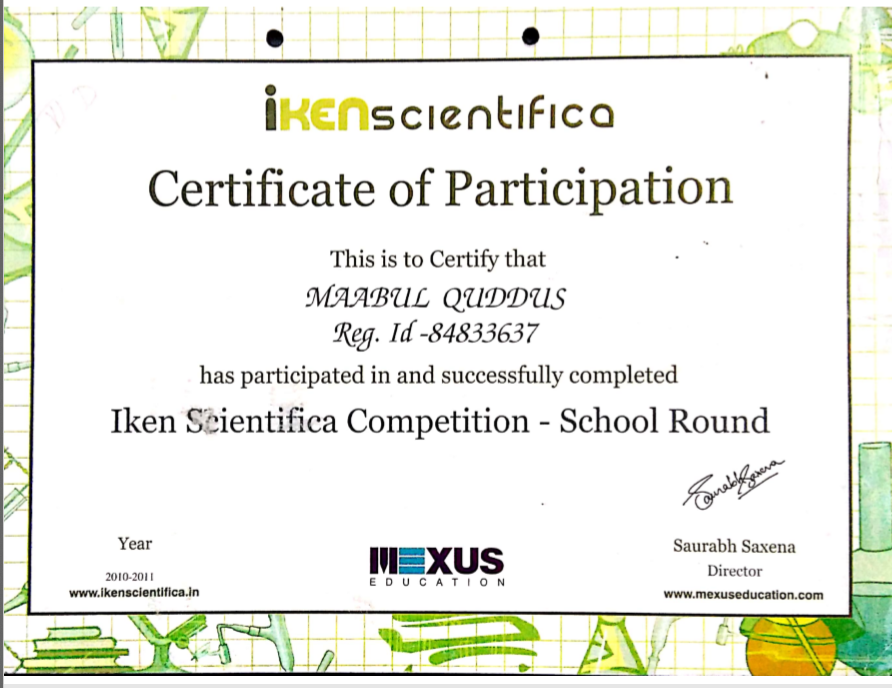 ikenscientifica
Certificate of Participation
This is to Certify that
MAABUL QUDDUS
Reg. Id -84833637
has participated in and successfully completed
Iken Scientifica Competition - School Round
Saurabh Saxena
Year
2010-2011
www.ikenscientifica.in
MEXUS
EDUCATION
Saurabh Saxena
Director
www.mexuseducation.com